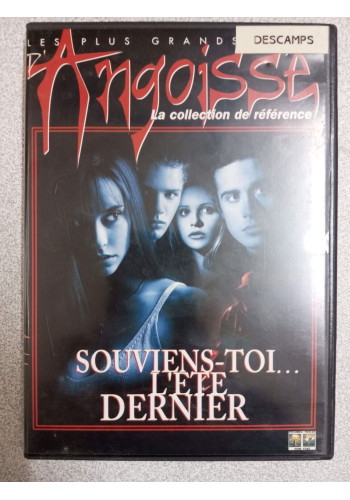 LES PLUS GRANDS
DESCAMPS
D'Angoisse
La collection de référence
SOUVIENS-TOI...
L'ÉTÉ
DERNIER